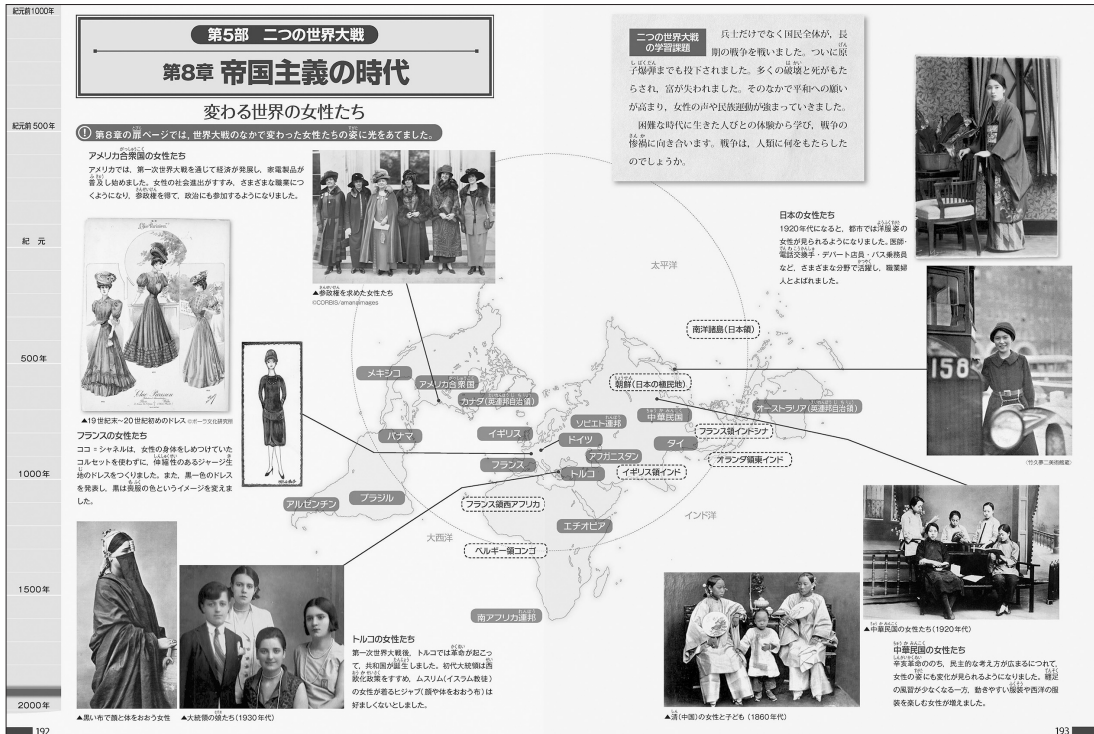 紀元前1000年
紀元前500年
紀 元
500年
1000年
1500年
2000年
第5部 二つの世界大戦
第8章 帝国主義の時代
変わる世界の女性たち
! 第8章の扉ページでは,世界大戦のなかで変わった女性たちの姿に光をあてました。
アメリカ合衆国の女性たち
アメリカでは,第一次世界大戦を通じて経済が発展し,家電製品が
普及し始めました。女性の社会進出がすすみ,さまざまな職業につ
くようになり,参政権を得て,政治にも参加するようになりました。
▲参政権を求めた女性たち
©CORBIS/amanaimages
▲19世紀末〜20世紀初めのドレス ©ポーラ文化研究所
フランスの女性たち
ココ=シャネルは,女性の身体をしめつけていた
コルセットを使わずに,伸縮性のあるジャージ生
地のドレスをつくりました。また,黒一色のドレス
を発表し,黒は喪服の色というイメージを変えま
した。
▲黒い布で顔と体をおおう女性
▲大統領の娘たち(1930年代)
トルコの女性たち
第一次世界大戦後,トルコでは革命が起こっ
て,共和国が誕生しました。初代大統領は西
欧化政策をすすめ,ムスリム(イスラム教徒)
の女性が着るヒジャブ(顔や体をおおう布)は
好ましくないとしました。
メキシコ
アメリカ合衆国
カナダ(英連邦自治領)
パナマ
イギリス
フランス
ブラジル
アルゼンチン
大西洋
ベルギー領コンゴ
フランス領西アフリカ
南アフリカ連邦
エチオピア
トルコ
ドイツ
ソビエト連邦
アフガニスタン
イギリス領インド
インド洋
太平洋
南洋諸島(日本領)
朝鮮(日本の植民地)
中華民国
タイ
フランス領インドシナ
オランダ領東インド
オーストラリア(英連邦自治領)
二つの世界大戦
の学習課題
兵士だけでなく国民全体が,長
期の戦争を戦いました。ついに原
子爆弾までも投下されました。多くの破壊と死がもた
らされ,富が失われました。そのなかで平和への願い
が高まり,女性の声や民族運動が強まっていきました。
困難な時代に生きた人びとの体験から学び,戦争の
惨禍に向き合います。戦争は,人類に何をもたらした
のでしょうか。
日本の女性たち
1920年代になると,都市では洋服姿の
女性が見られるようになりました。医師・
電話交換手・デパート店員・バス乗務員
など,さまざまな分野で活躍し,職業婦
人とよばれました。
158
(竹久夢二美術館蔵)
▲中華民国の女性たち(1920年代)
中華民国の女性たち
辛亥革命ののち,民主的な考え方が広まるにつれて,
女性の姿にも変化が見られるようになりました。纏足
の風習が少なくなる一方,動きやすい服装や西洋の服
装を楽しむ女性が増えました。
▲清(中国)の女性と子ども(1860年代)
192
193